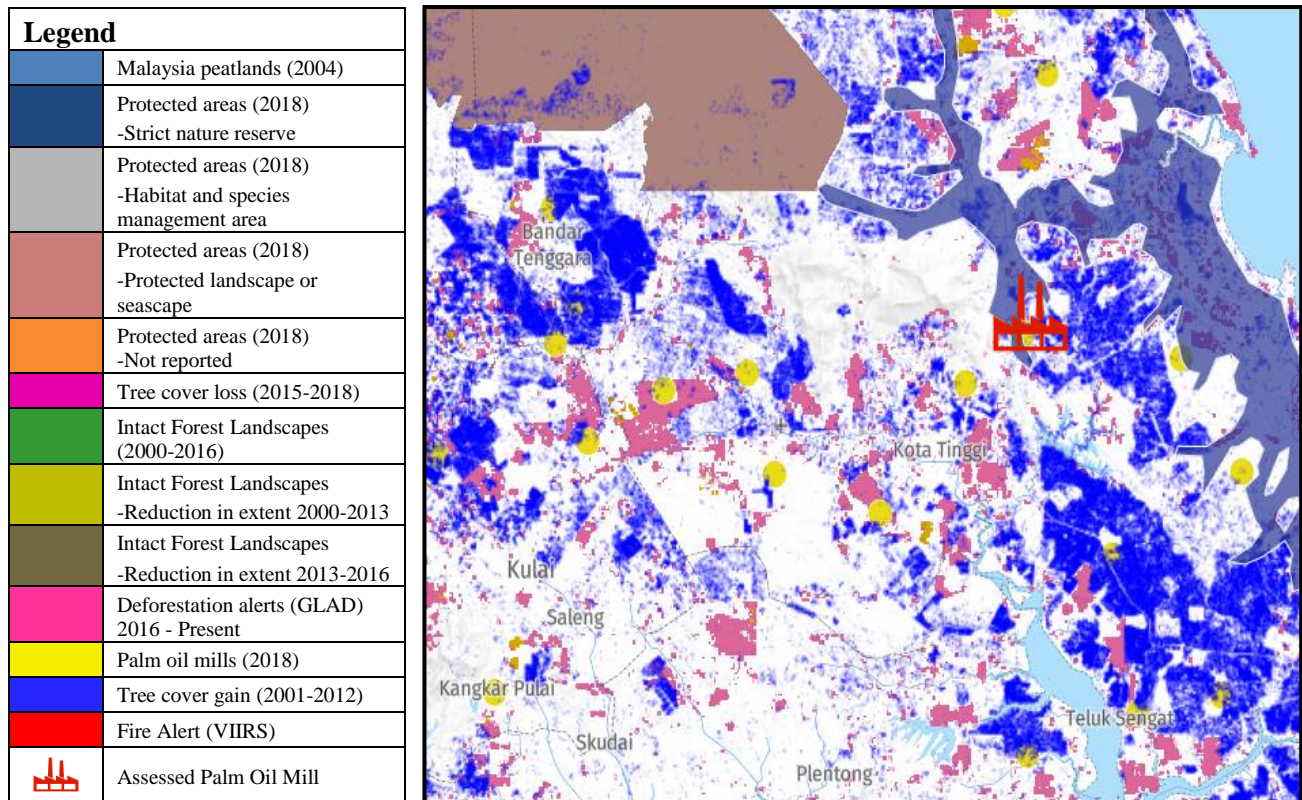 Legend
Malaysia peatlands (2004)
Protected areas (2018)
-Strict nature reserve
Protected areas (2018)
-Habitat and species
management area
Protected areas (2018)
-Protected landscape or
seascape
Protected areas (2018)
-Not reported
Tree cover loss (2015-2018)
Intact Forest Landscapes
(2000-2016)
Intact Forest Landscapes
-Reduction in extent 2000-2013
Intact Forest Landscapes
-Reduction in extent 2013-2016
Deforestation alerts (GLAD)
2016 - Present
Palm oil mills (2018)
Tree cover gain (2001-2012)
Fire Alert (VIIRS)
Assessed Palm Oil Mill
Bandar
Tenggara
Kota Tinggi
Kulai
Saleng
Kangkar Pulai
Skudai
Teluk Sengat
Plentong